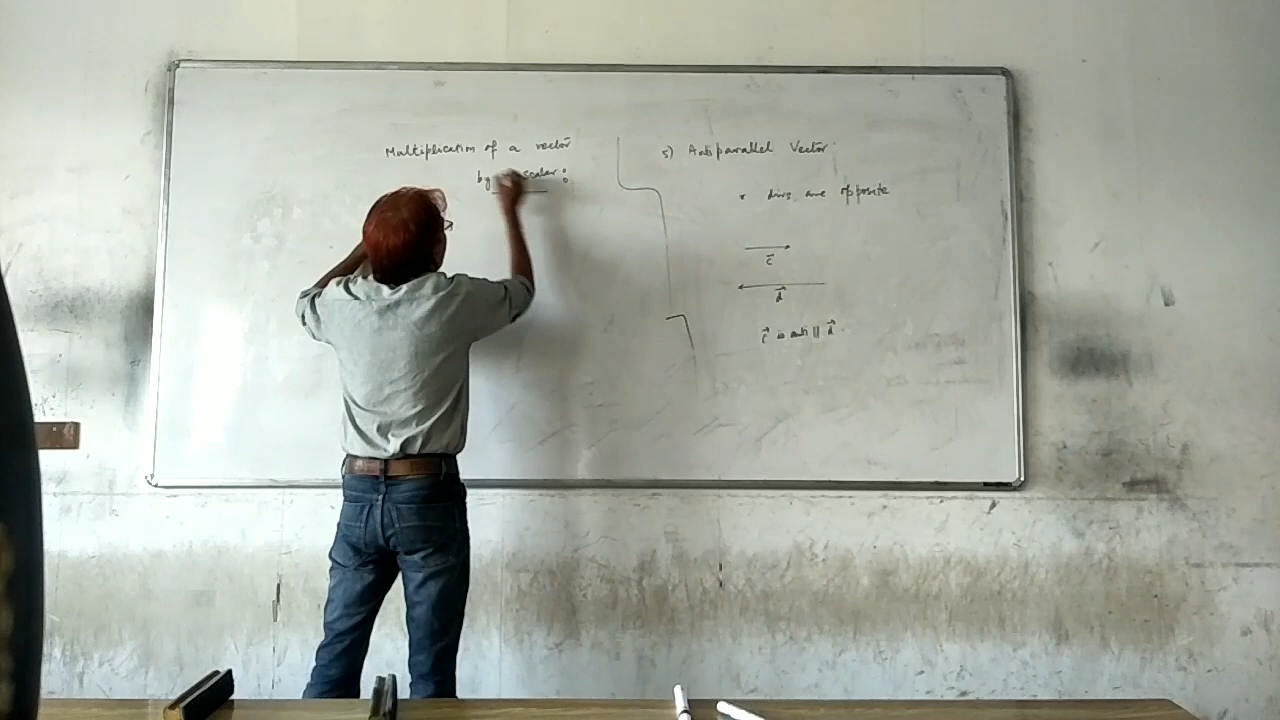 Multiplication of a vector
by scalar :
5) Antiparallel Vector
dirns are opposite
c⃗
d⃗
c⃗ is anti || d⃗